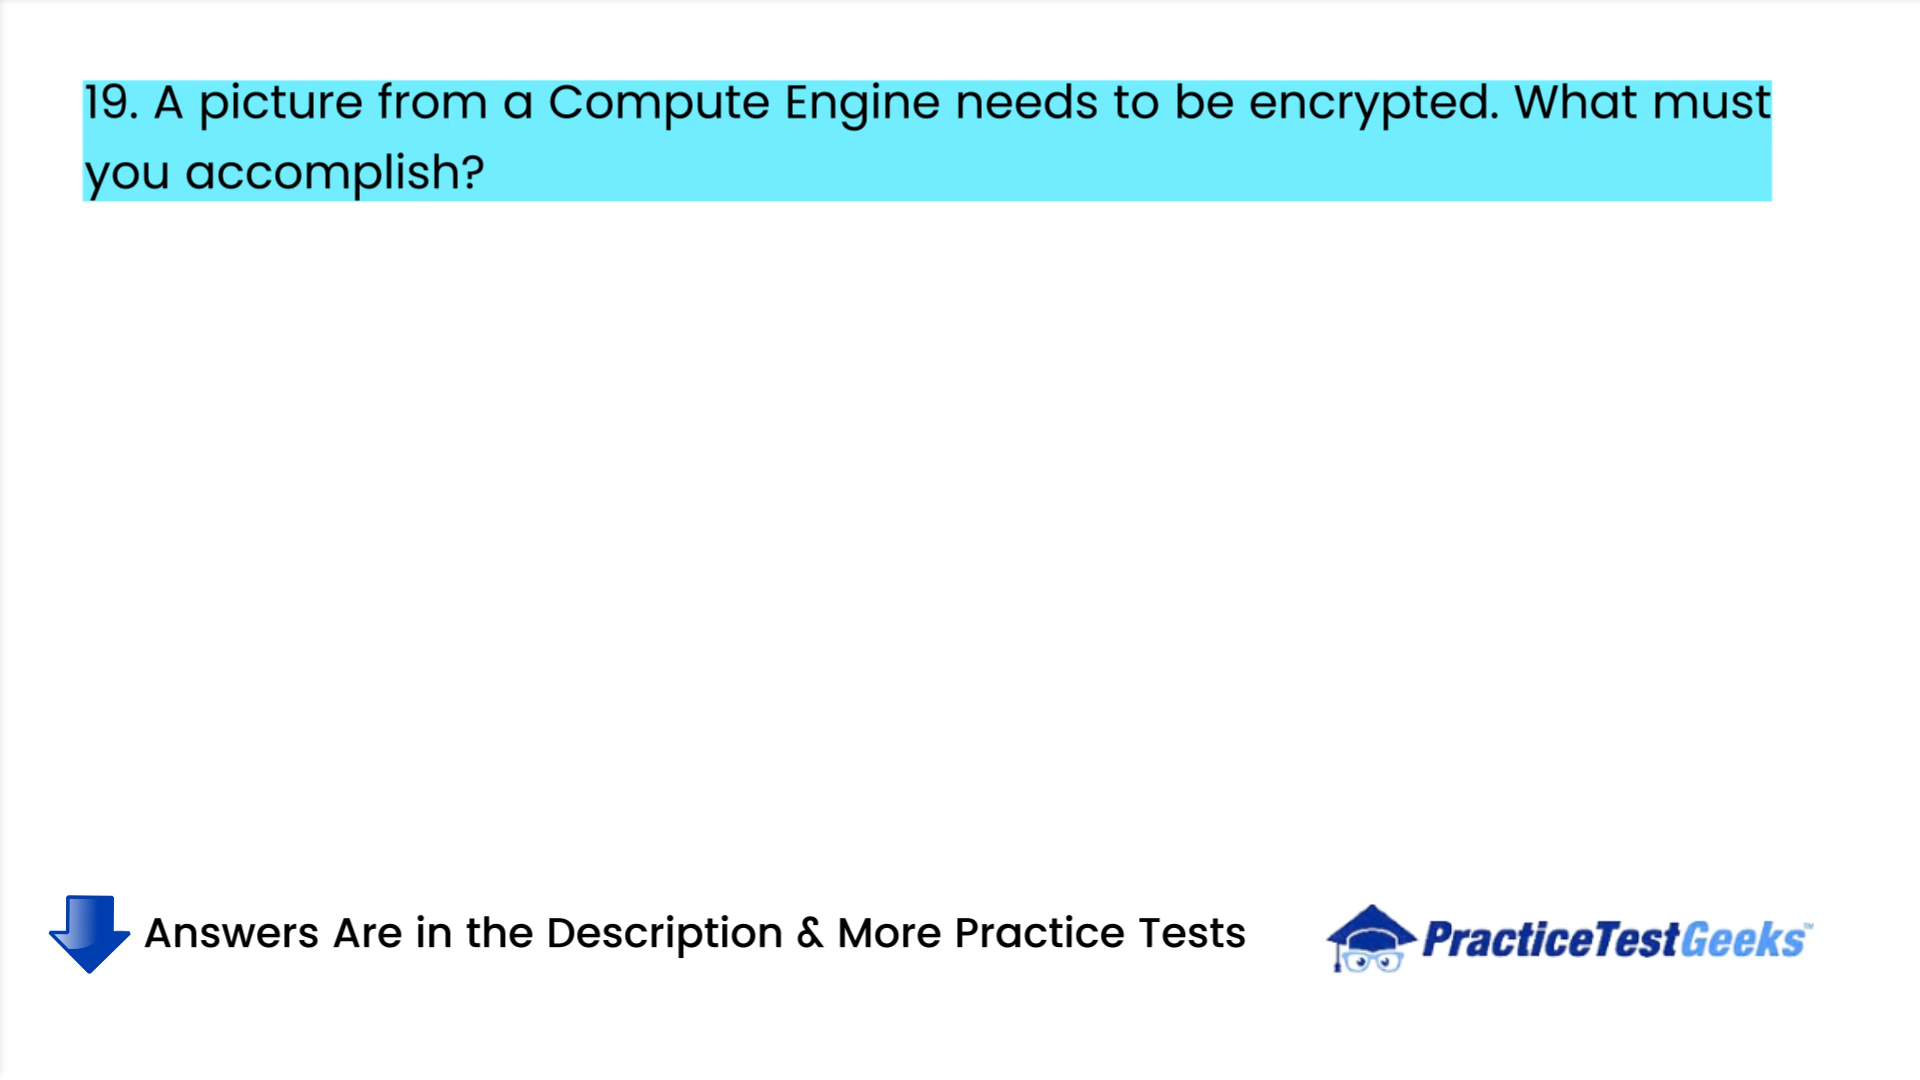 19. A picture from a Compute Engine needs to be encrypted. What must
you accomplish?
Answers Are in the Description & More Practice Tests
PracticeTestGeeks™